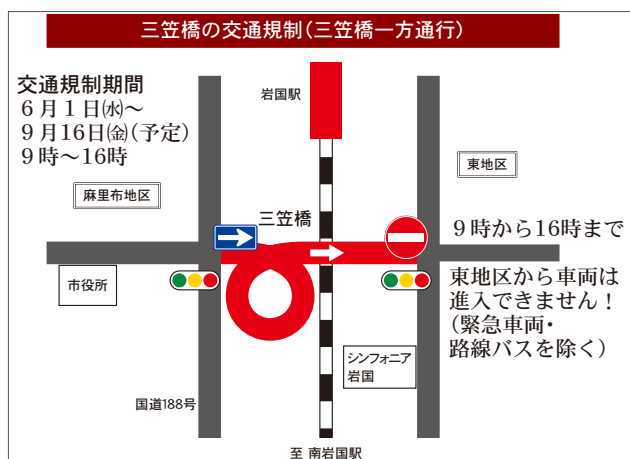 三笠橋の交通規制(三笠橋一方通行)
交通規制期間
6月1日㈬〜
9月16日㈮(予定)
9時〜16時
岩国駅
東地区
麻里布地区
三笠橋
9時から16時まで
市役所
東地区から車両は
進入できません！
(緊急車両・
路線バスを除く)
シンフォニア
岩国
国道188号
至 南岩国駅